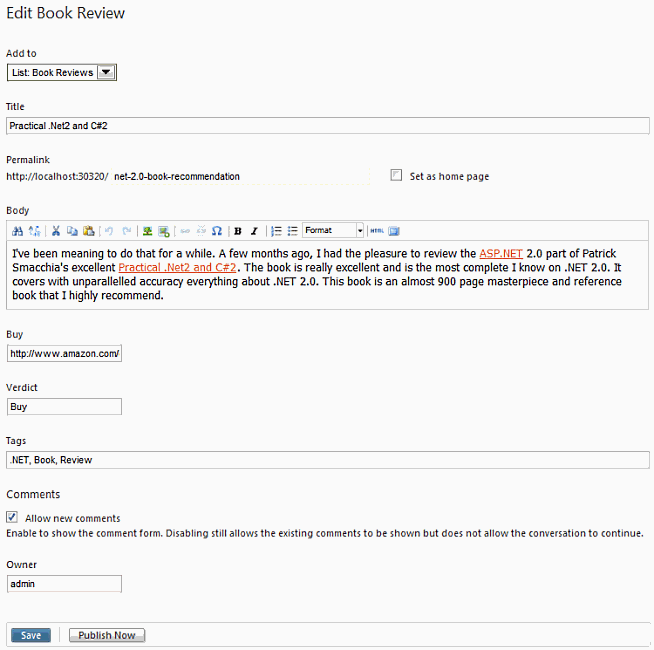 Edit Book Review
Add to
List: Book Reviews
Title
Practical .Net2 and C#2
Permalink
http://localhost:30320/ net-2.0-book-recommendation
Set as home page
Body
B I Format HTML
I've been meaning to do that for a while. A few months ago, I had the pleasure to review the ASP.NET 2.0 part of Patrick
Smacchia's excellent Practical .Net2 and C#2. The book is really excellent and is the most complete I know on .NET 2.0. It
covers with unparallelled accuracy everything about .NET 2.0. This book is an almost 900 page masterpiece and reference
book that I highly recommend.
Buy
http://www.amazon.com/
Verdict
Buy
Tags
.NET, Book, Review
Comments
Allow new comments
Enable to show the comment form. Disabling still allows the existing comments to be shown but does not allow the conversation to continue.
Owner
admin
Save Publish Now